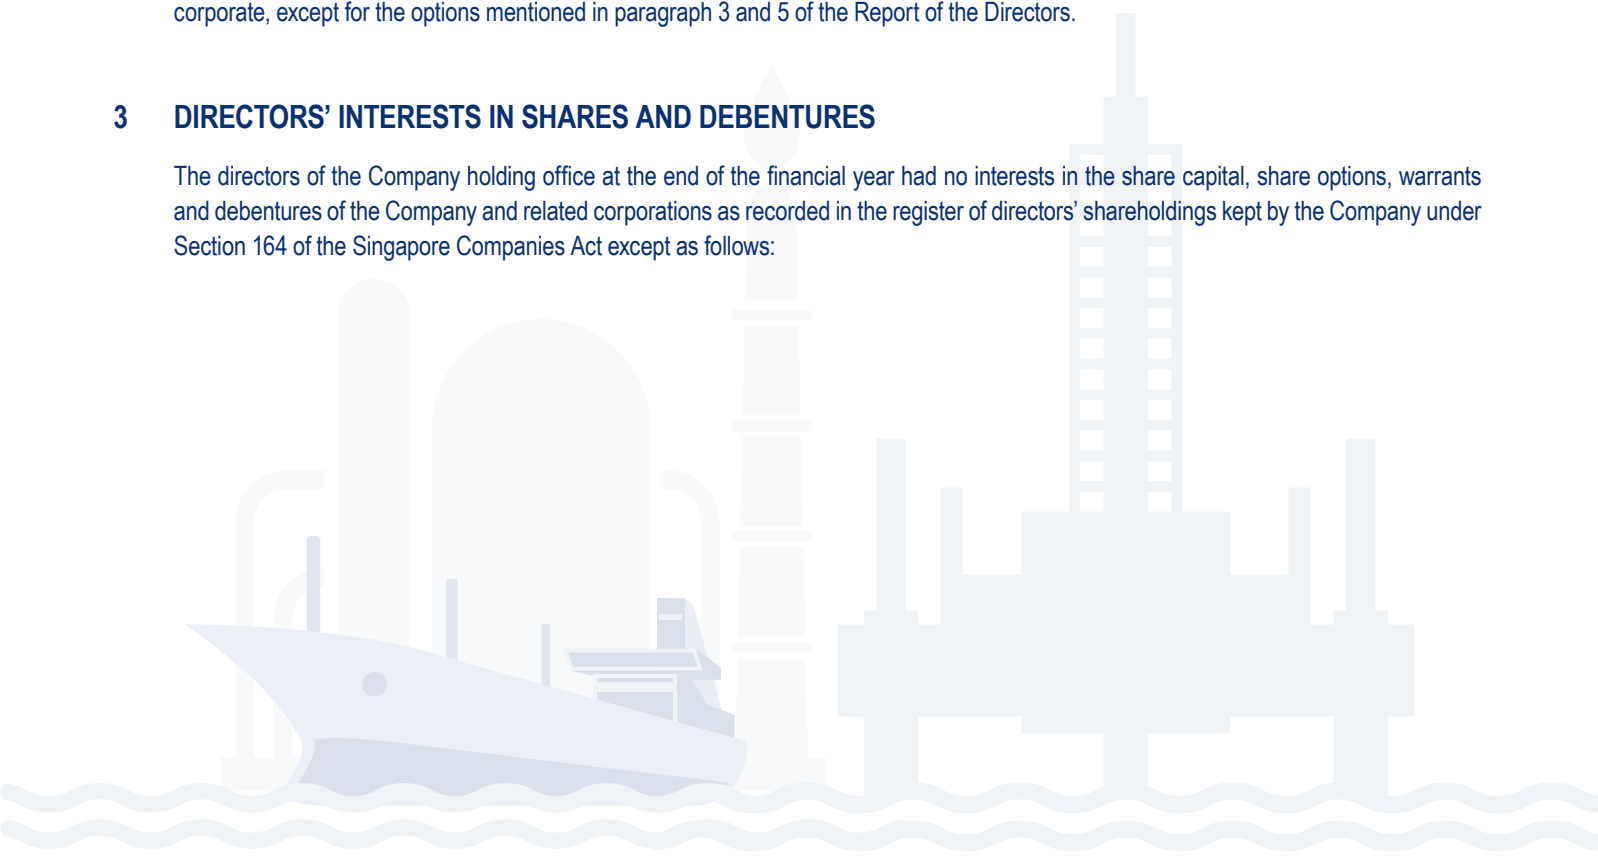 corporate, except for the options mentioned in paragraph 3 and 5 of the Report of the Directors.
3 DIRECTORS’ INTERESTS IN SHARES AND DEBENTURES
The directors of the Company holding office at the end of the financial year had no interests in the share capital, share options, warrants
and debentures of the Company and related corporations as recorded in the register of directors’ shareholdings kept by the Company under
Section 164 of the Singapore Companies Act except as follows: